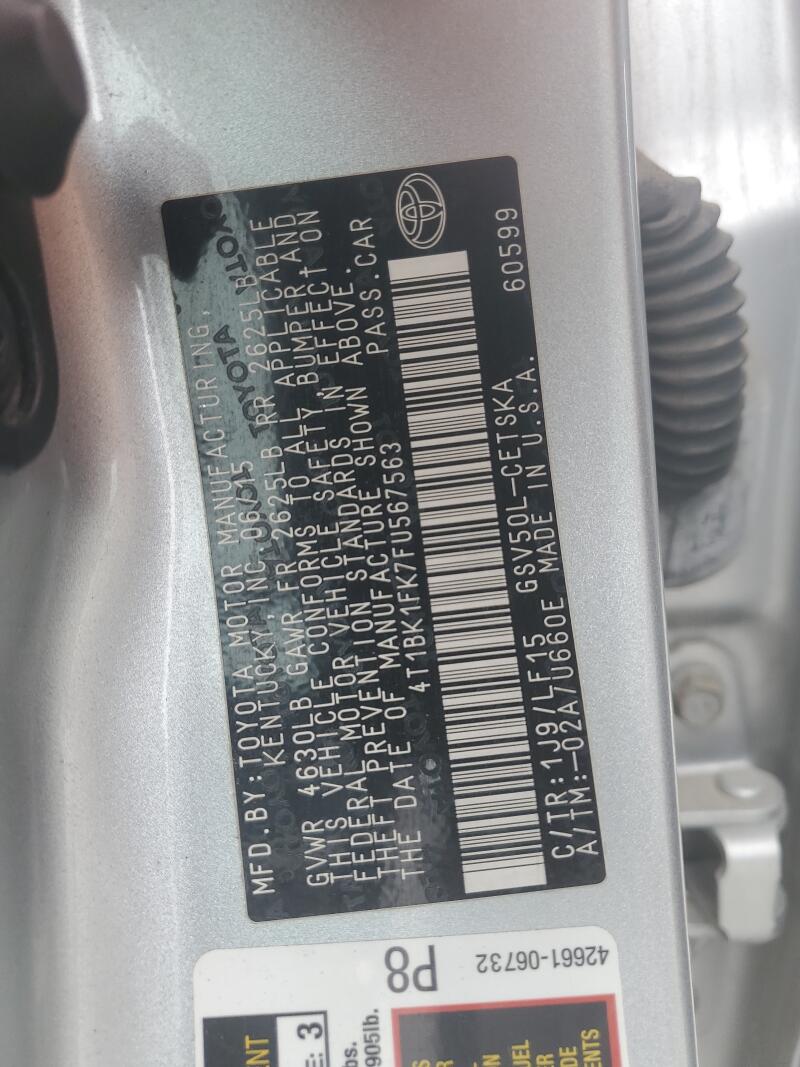 MFD.BY:TOYOTA MOTOR MANUFACTURING,
KENTUCKY,INC. 06/15
GVWR 4630LB GAWR FR 2625LB RR 2625LB
THIS VEHICLE CONFORMS TO ALL APPLICABLE
FEDERAL MOTOR VEHICLE SAFETY,BUMPER,AND
THEFT PREVENTION STANDARDS IN EFFECT ON
THE DATE OF MANUFACTURE SHOWN ABOVE.
4T1BK1FK7FU567563 PASS.CAR
C/TR:1J9/LF15 GSV50L-CETSKA
A/TM:-02A/U660E MADE IN U.S.A. 60599
P8
42661-06732
3
905lb.